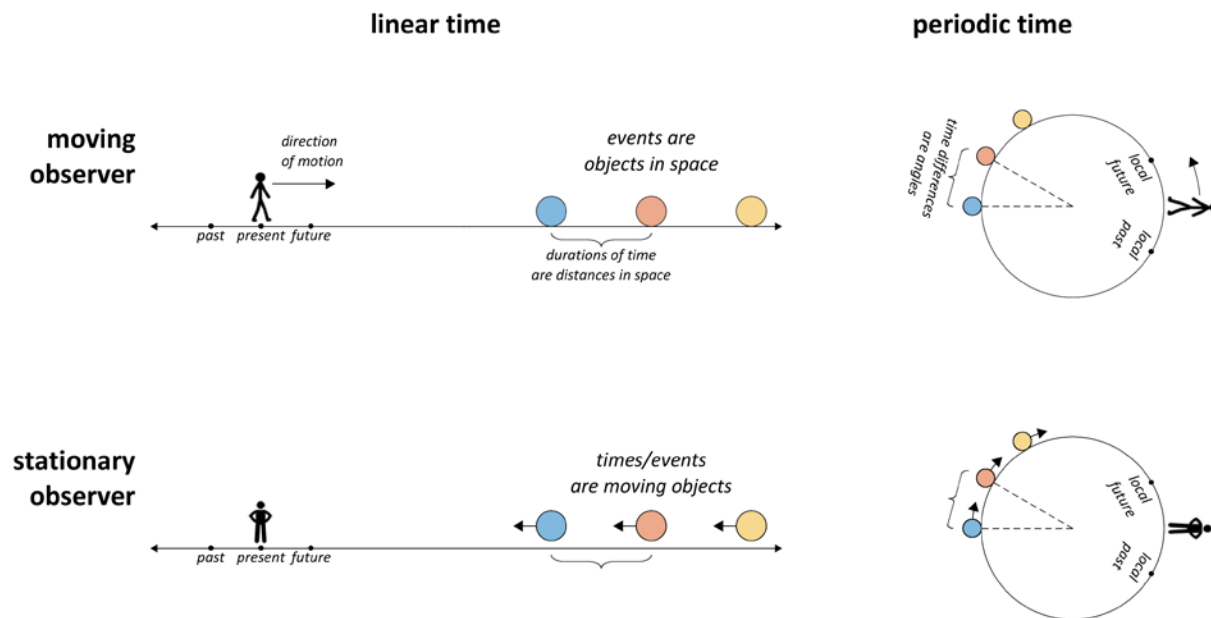 linear time
periodic time
moving
observer
direction
of motion
events are
objects in space
past
present
future
durations of time
are distances in space
time differences
are angles
local
future
local
past
stationary
observer
times/events
are moving objects
past
present
future
local
future
local
past